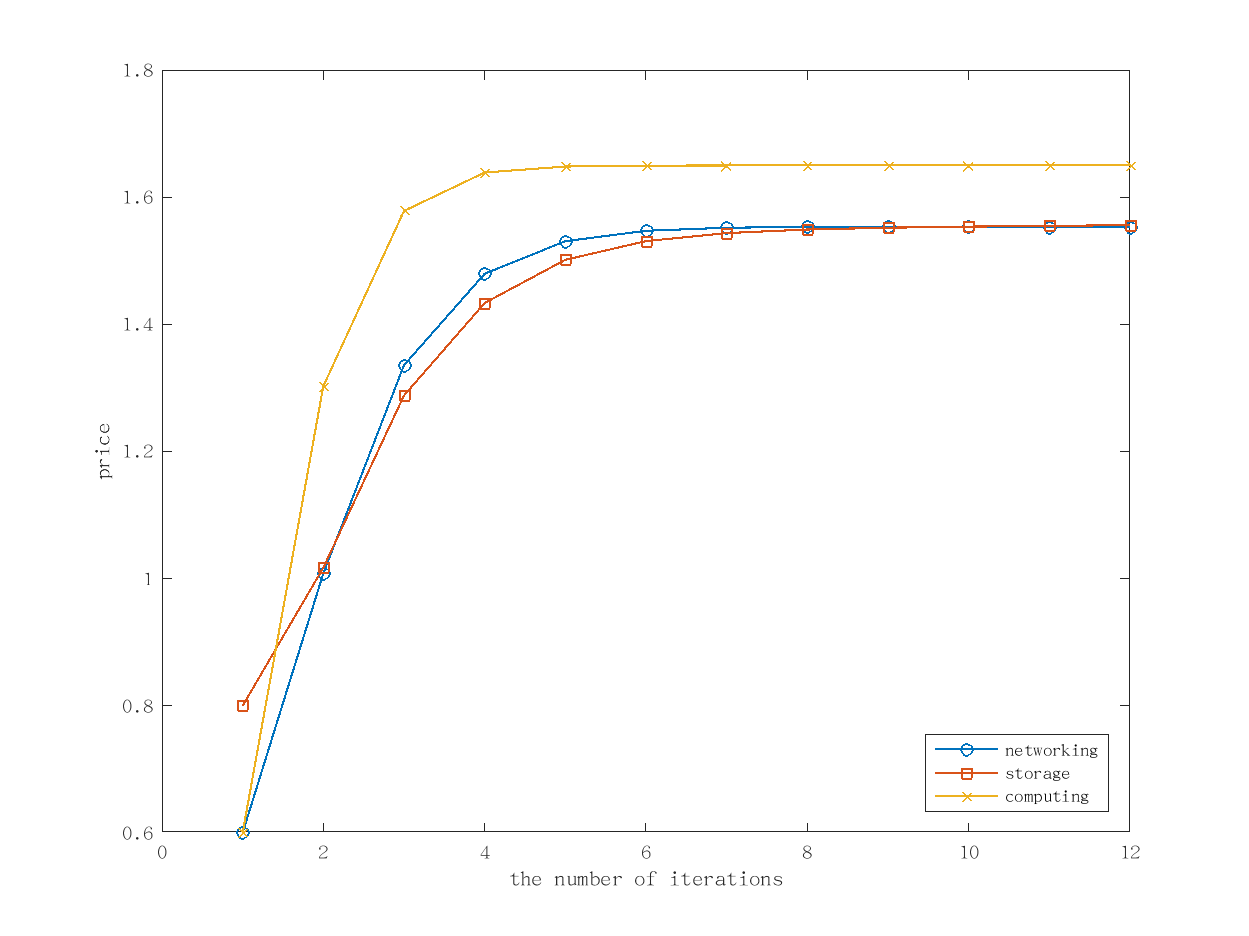 1.8
1.6
1.4
1.2
1
0.8
0.6
price
0 2 4 6 8 10 12
the number of iterations
networking
storage
computing